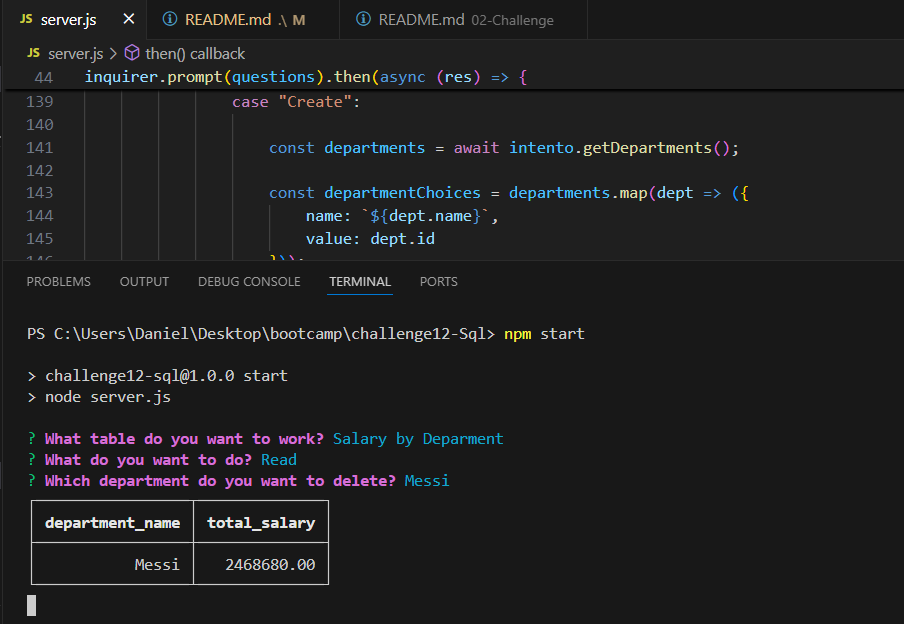 JS server.js × README.md .\ M README.md 02-Challenge
JS server.js > then() callback
44 inquirer.prompt(questions).then(async (res) => {
139 case "Create":
140
141 const departments = await intento.getDepartments();
142
143 const departmentChoices = departments.map(dept => ({
144 name: `${dept.name}`,
145 value: dept.id
146 }));
PROBLEMS OUTPUT DEBUG CONSOLE TERMINAL PORTS
PS C:\Users\Daniel\Desktop\bootcamp\challenge12-Sql> npm start
> challenge12-sql@1.0.0 start
> node server.js
? What table do you want to work? Salary by Deparment
? What do you want to do? Read
? Which department do you want to delete? Messi
department_name total_salary
Messi 2468680.00